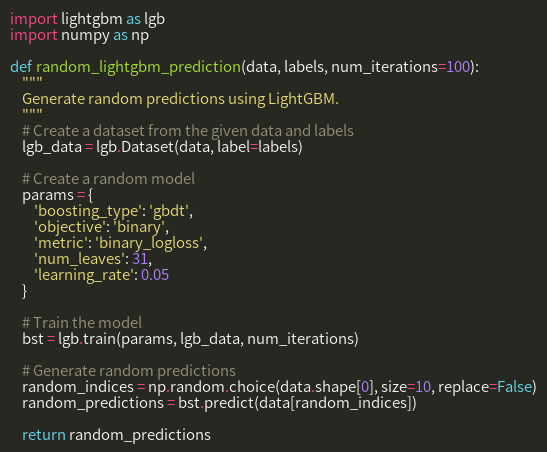 import lightgbm as lgb
import numpy as np
def random_lightgbm_prediction(data, labels, num_iterations=100):
"""
Generate random predictions using LightGBM.
"""
# Create a dataset from the given data and labels
lgb_data = lgb.Dataset(data, label=labels)
# Create a random model
params = {
'boosting_type': 'gbdt',
'objective': 'binary',
'metric': 'binary_logloss',
'num_leaves': 31,
'learning_rate': 0.05
}
# Train the model
bst = lgb.train(params, lgb_data, num_iterations)
# Generate random predictions
random_indices = np.random.choice(data.shape[0], size=10, replace=False)
random_predictions = bst.predict(data[random_indices])
return random_predictions